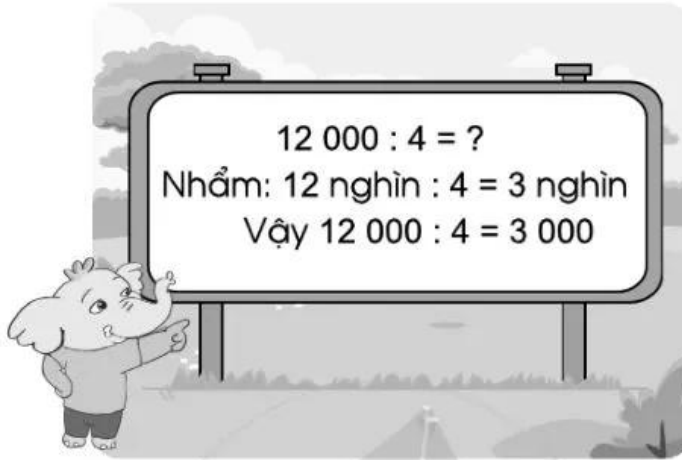 12 000 : 4 = ?
Nhẩm: 12 nghìn : 4 = 3 nghìn
Vậy 12 000 : 4 = 3 000